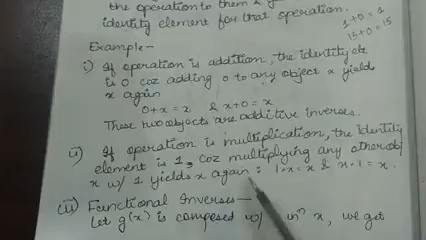 the operation to them &
identity element for that operation.
1+0=1
15+0=15
Example -
i) If operation is addition, the identity ele
is 0 coz adding 0 to any object x yield
x again
0+x=x & x+0=x
These two objects are additive inverses.
ii) If operation is multiplication, the identity
element is 1, coz multiplying any other obj
x w/ 1 yields x again: 1·x=x & x·1=x.
(ii) Functional Inverses -
Let g(x) is composed w/ x, we get